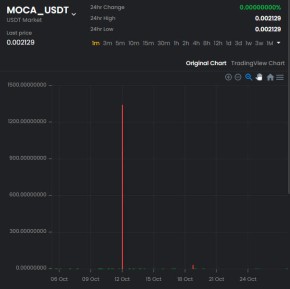 MOCA_USDT
USDT Market
Last price
0.002129
24hr Change 0.00000000%
24hr High 0.002129
24hr Low 0.002129
1m 3m 5m 10m 15m 30m 1h 2h 4h 6h 8h 12h 1d 3d 1w 3w 1M
Original Chart TradingView Chart
1500.00000000
1200.00000000
900.00000000
600.00000000
300.00000000
0.00000000
06 Oct 09 Oct 12 Oct 15 Oct 18 Oct 21 Oct 24 Oct